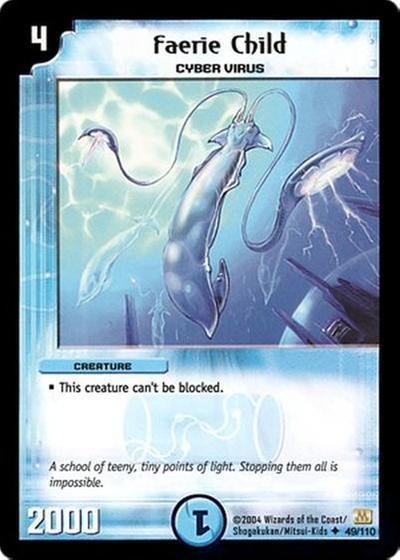 4
Faerie Child
CYBER VIRUS
CREATURE
▪ This creature can't be blocked.
A school of teeny, tiny points of light. Stopping them all is
impossible.
2000
1
©2004 Wizards of the Coast/
Shogakukan/Mitsui-Kids ✦ 49/110